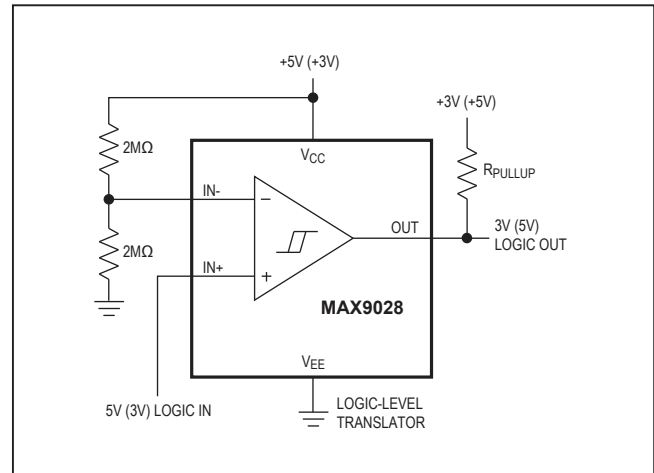 +5V (+3V)
+3V (+5V)
2MΩ
VCC
RPULLUP
IN-
−
OUT
3V (5V)
LOGIC OUT
2MΩ
IN+
+
MAX9028
VEE
5V (3V) LOGIC IN
LOGIC-LEVEL
TRANSLATOR